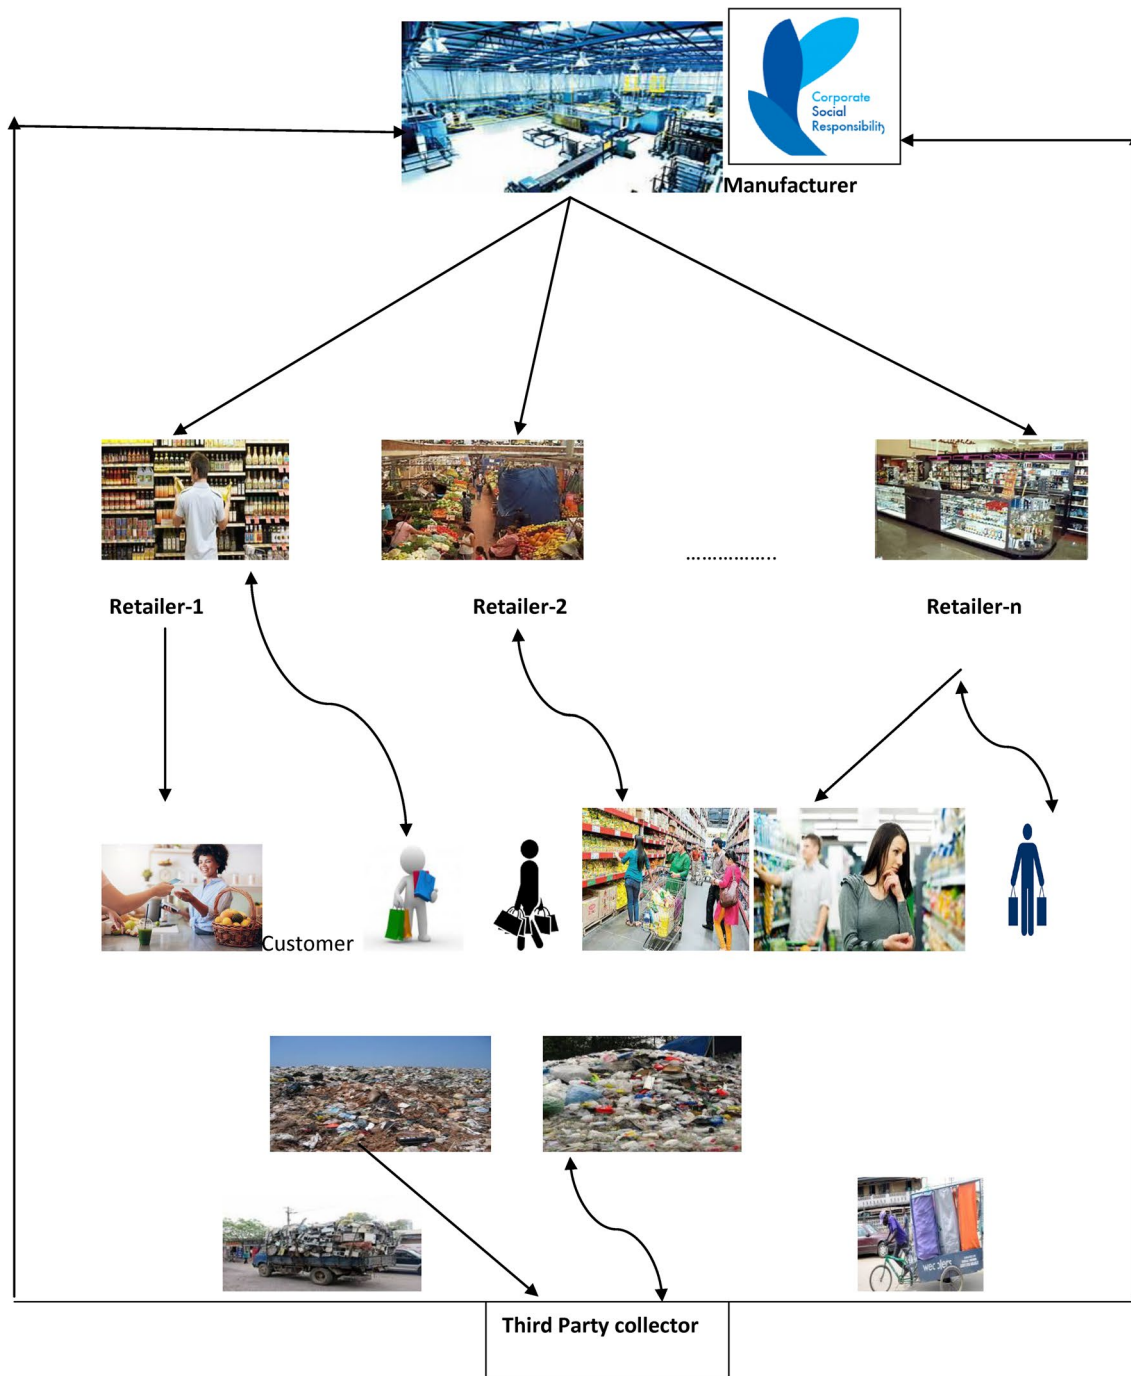 Corporate
Social
Responsibility
Manufacturer
................
Retailer-1
Retailer-2
Retailer-n
Customer
Third Party collector